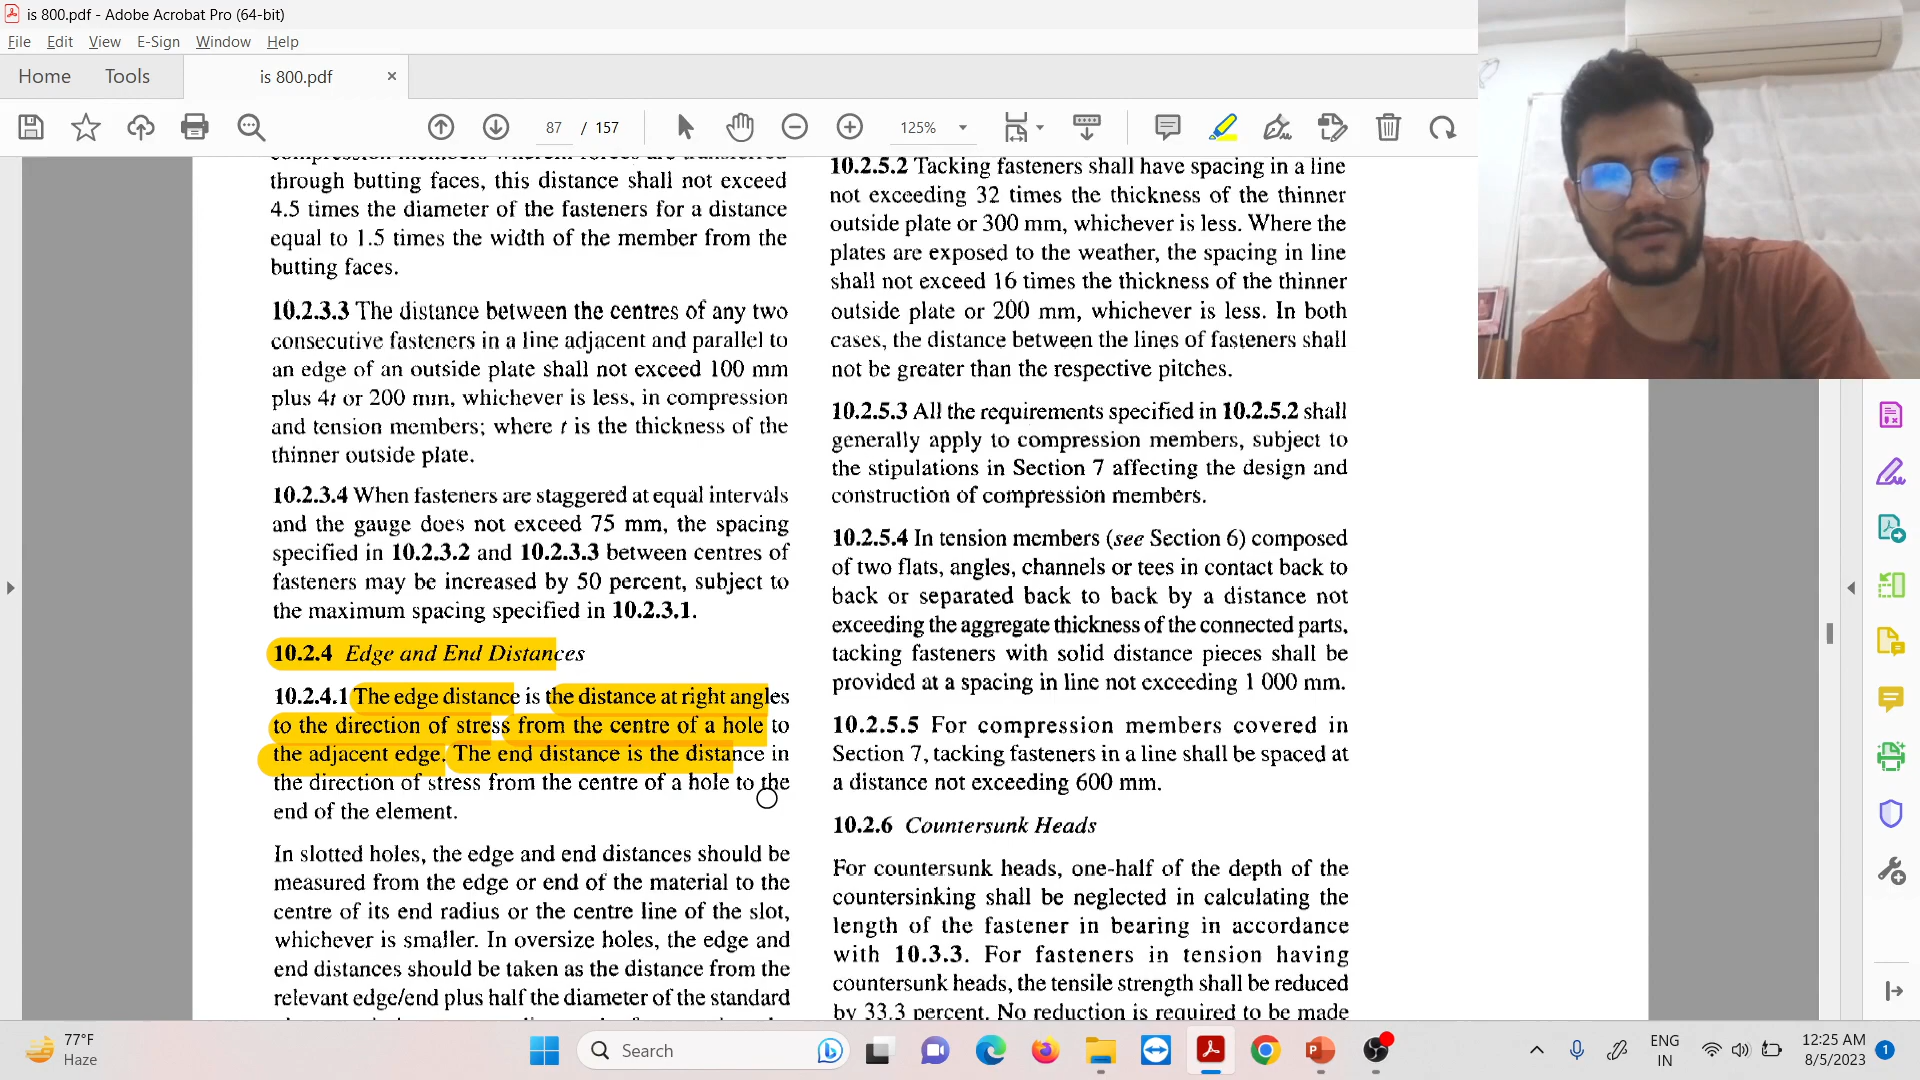 is 800.pdf - Adobe Acrobat Pro (64-bit)
File Edit View E-Sign Window Help
Home Tools is 800.pdf ×
87 / 157 125%
through butting faces, this distance shall not exceed
4.5 times the diameter of the fasteners for a distance
equal to 1.5 times the width of the member from the
butting faces.
10.2.3.3 The distance between the centres of any two
consecutive fasteners in a line adjacent and parallel to
an edge of an outside plate shall not exceed 100 mm
plus 4t or 200 mm, whichever is less, in compression
and tension members; where t is the thickness of the
thinner outside plate.
10.2.3.4 When fasteners are staggered at equal intervals
and the gauge does not exceed 75 mm, the spacing
specified in 10.2.3.2 and 10.2.3.3 between centres of
fasteners may be increased by 50 percent, subject to
the maximum spacing specified in 10.2.3.1.
10.2.4 Edge and End Distances
10.2.4.1 The edge distance is the distance at right angles
to the direction of stress from the centre of a hole to
the adjacent edge. The end distance is the distance in
the direction of stress from the centre of a hole to the
end of the element.
In slotted holes, the edge and end distances should be
measured from the edge or end of the material to the
centre of its end radius or the centre line of the slot,
whichever is smaller. In oversize holes, the edge and
end distances should be taken as the distance from the
relevant edge/end plus half the diameter of the standard
10.2.5.2 Tacking fasteners shall have spacing in a line
not exceeding 32 times the thickness of the thinner
outside plate or 300 mm, whichever is less. Where the
plates are exposed to the weather, the spacing in line
shall not exceed 16 times the thickness of the thinner
outside plate or 200 mm, whichever is less. In both
cases, the distance between the lines of fasteners shall
not be greater than the respective pitches.
10.2.5.3 All the requirements specified in 10.2.5.2 shall
generally apply to compression members, subject to
the stipulations in Section 7 affecting the design and
construction of compression members.
10.2.5.4 In tension members (see Section 6) composed
of two flats, angles, channels or tees in contact back to
back or separated back to back by a distance not
exceeding the aggregate thickness of the connected parts,
tacking fasteners with solid distance pieces shall be
provided at a spacing in line not exceeding 1 000 mm.
10.2.5.5 For compression members covered in
Section 7, tacking fasteners in a line shall be spaced at
a distance not exceeding 600 mm.
10.2.6 Countersunk Heads
For countersunk heads, one-half of the depth of the
countersinking shall be neglected in calculating the
length of the fastener in bearing in accordance
with 10.3.3. For fasteners in tension having
countersunk heads, the tensile strength shall be reduced
by 33.3 percent. No reduction is required to be made
77°F
Haze
Search
ENG
IN
12:25 AM
8/5/2023
1